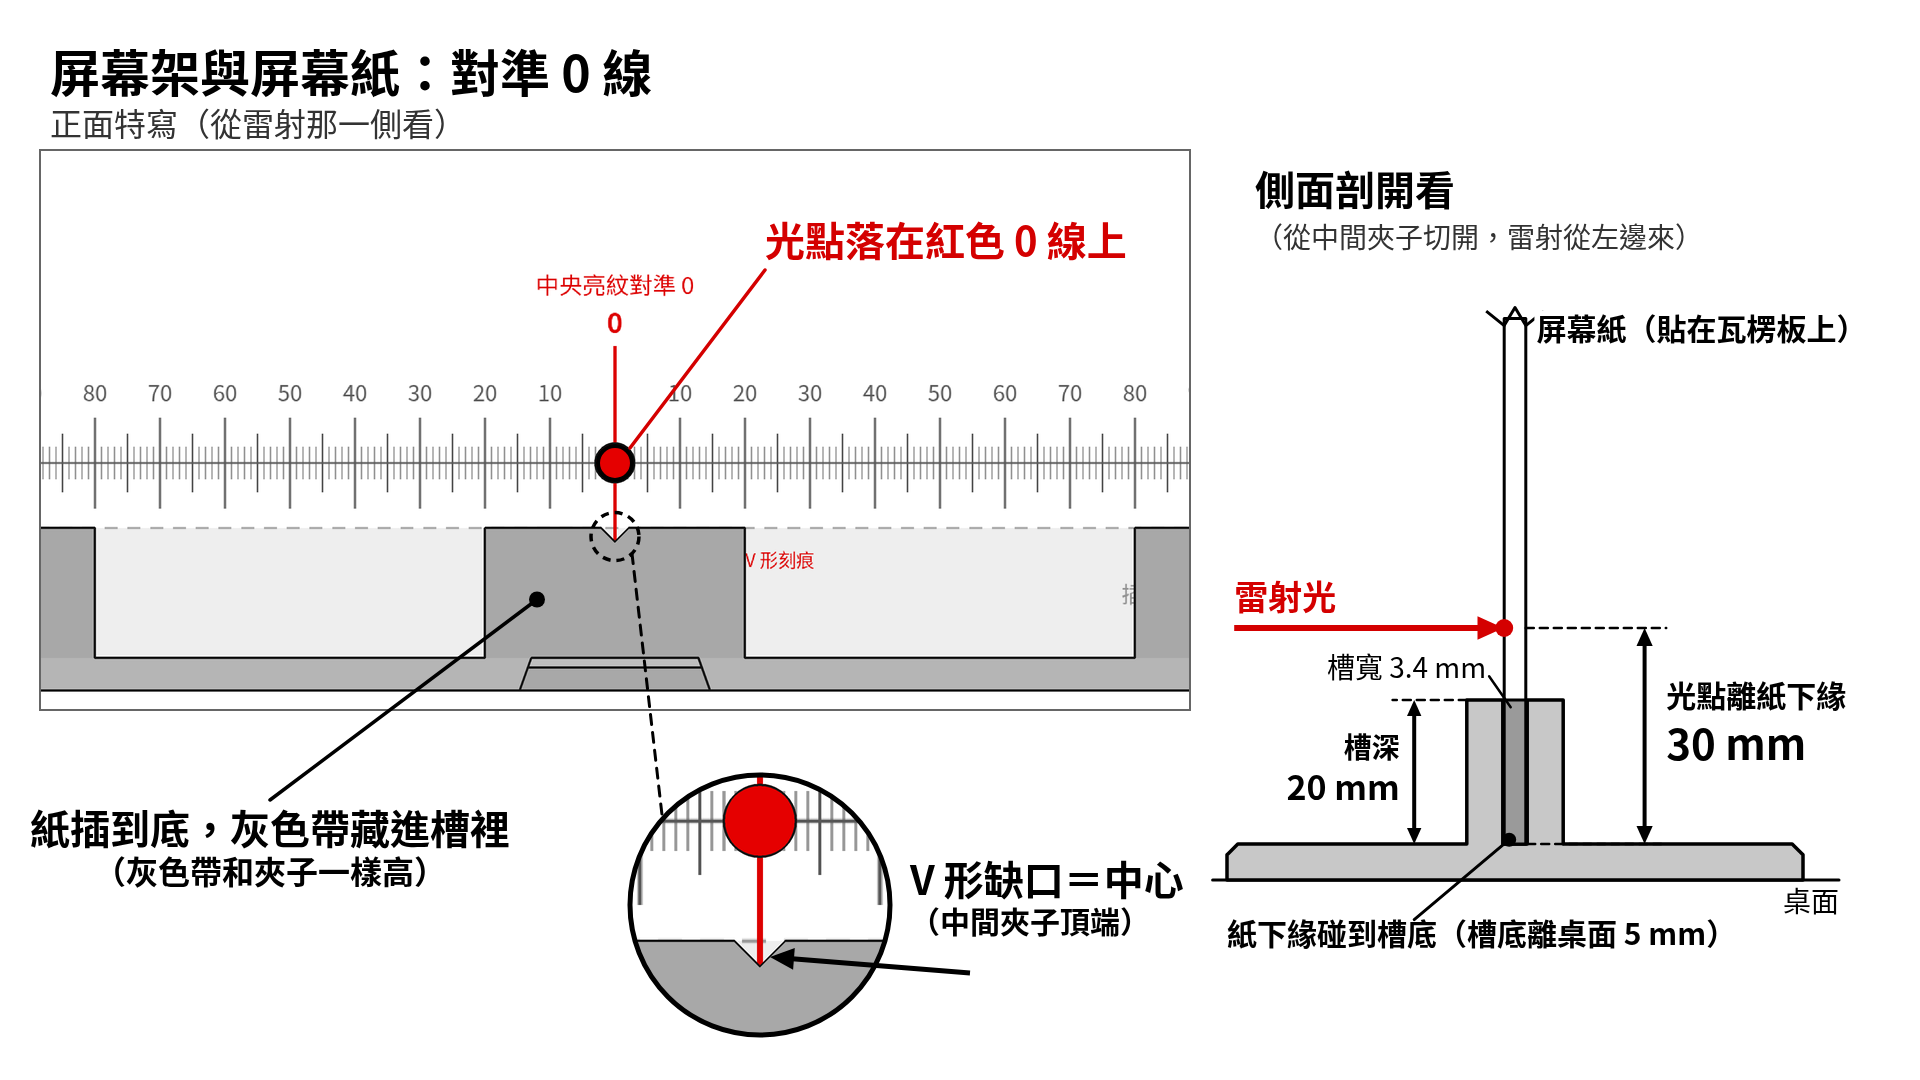 屏幕架與屏幕紙：對準 0 線
正面特寫（從雷射那一側看）
光點落在紅色 0 線上
中央亮紋對準 0
0
80 70 60 50 40 30 20 10 10 20 30 40 50 60 70 80
V 形刻痕
紙插到底，灰色帶藏進槽裡
（灰色帶和夾子一樣高）
V 形缺口＝中心
（中間夾子頂端）
側面剖開看
（從中間夾子切開，雷射從左邊來）
屏幕紙（貼在瓦楞板上）
雷射光
槽寬 3.4 mm
槽深
20 mm
光點離紙下緣
30 mm
桌面
紙下緣碰到槽底（槽底離桌面 5 mm）